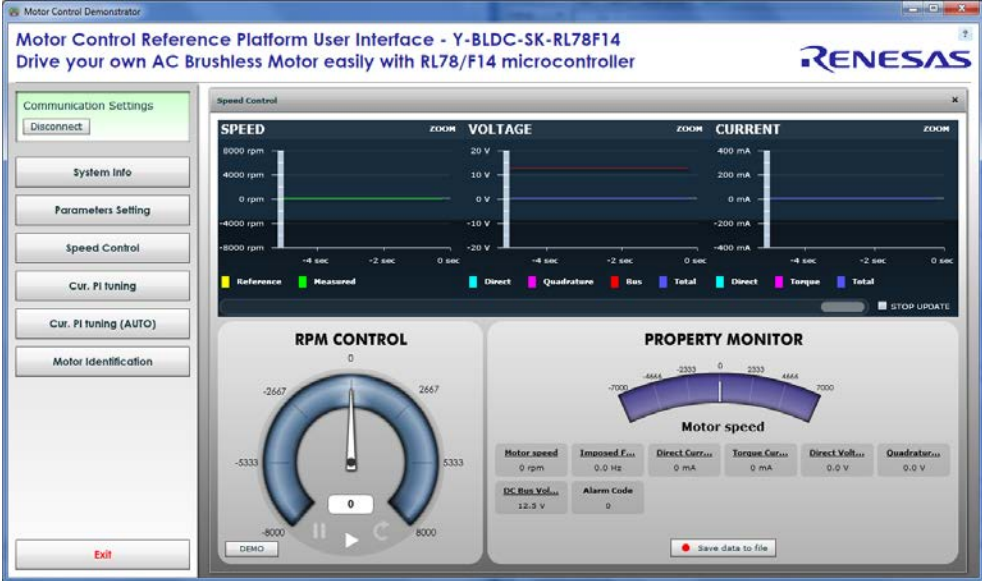 Motor Control Demonstrator
Motor Control Reference Platform User Interface - Y-BLDC-SK-RL78F14
Drive your own AC Brushless Motor easily with RL78/F14 microcontroller
?
RENESAS
Communication Settings
Disconnect
System Info
Parameters Setting
Speed Control
Cur. PI tuning
Cur. PI tuning (AUTO)
Motor Identification
Exit
Speed Control
x
SPEED ZOOM VOLTAGE ZOOM CURRENT ZOOM
8000 rpm 20 V 400 mA
4000 rpm 10 V 200 mA
0 rpm 0 V 0 mA
-4000 rpm -10 V -200 mA
-8000 rpm -20 V -400 mA
-4 sec -2 sec 0 sec -4 sec -2 sec 0 sec -4 sec -2 sec 0 sec
Reference Measured Direct Quadrature Bus Total Direct Torque Total
STOP UPDATE
RPM CONTROL
0
-2667 2667
-5333 5333
0
-8000 8000
DEMO
PROPERTY MONITOR
-7000 -4666 -2333 0 2333 4666 7000
Motor speed
Motor speed Imposed F... Direct Curr... Torque Cur... Direct Volt... Quadratur...
0 rpm 0.0 Hz 0 mA 0 mA 0.0 V 0.0 V
DC Bus Vol... Alarm Code
12.5 V 0
Save data to file